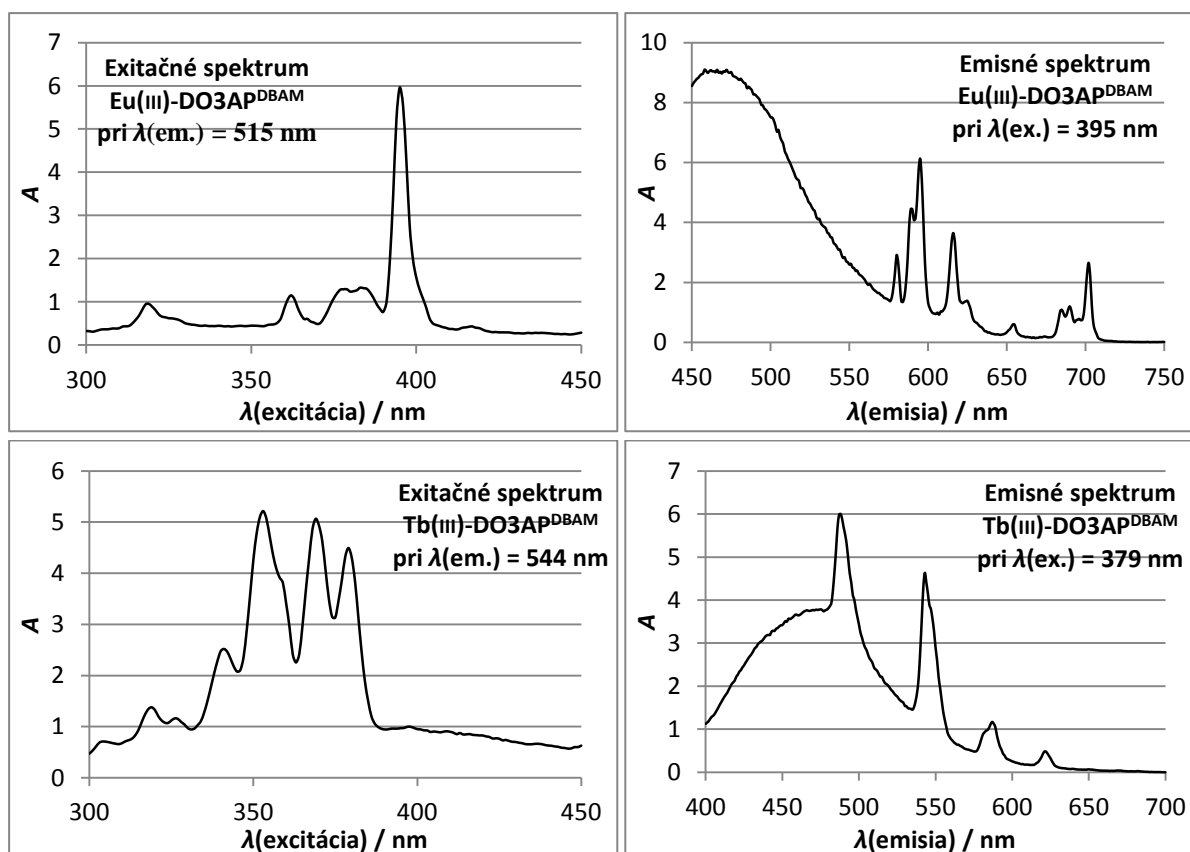 7
6
5
4
3
2
1
0
A
Exitačné spektrum
Eu(III)-DO3AP^DBAM
pri λ(em.) = 515 nm
300 350 400 450
λ(excitácia) / nm
10
8
6
4
2
0
A
Emisné spektrum
Eu(III)-DO3AP^DBAM
pri λ(ex.) = 395 nm
450 500 550 600 650 700 750
λ(emisia) / nm
6
5
4
3
2
1
0
A
Exitačné spektrum
Tb(III)-DO3AP^DBAM
pri λ(em.) = 544 nm
300 350 400 450
λ(excitácia) / nm
7
6
5
4
3
2
1
0
A
Emisné spektrum
Tb(III)-DO3AP^DBAM
pri λ(ex.) = 379 nm
400 450 500 550 600 650 700
λ(emisia) / nm